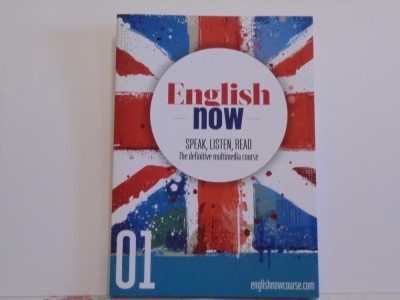 English
now
SPEAK, LISTEN, READ
The definitive multimedia course
01
englishnowcourse.com